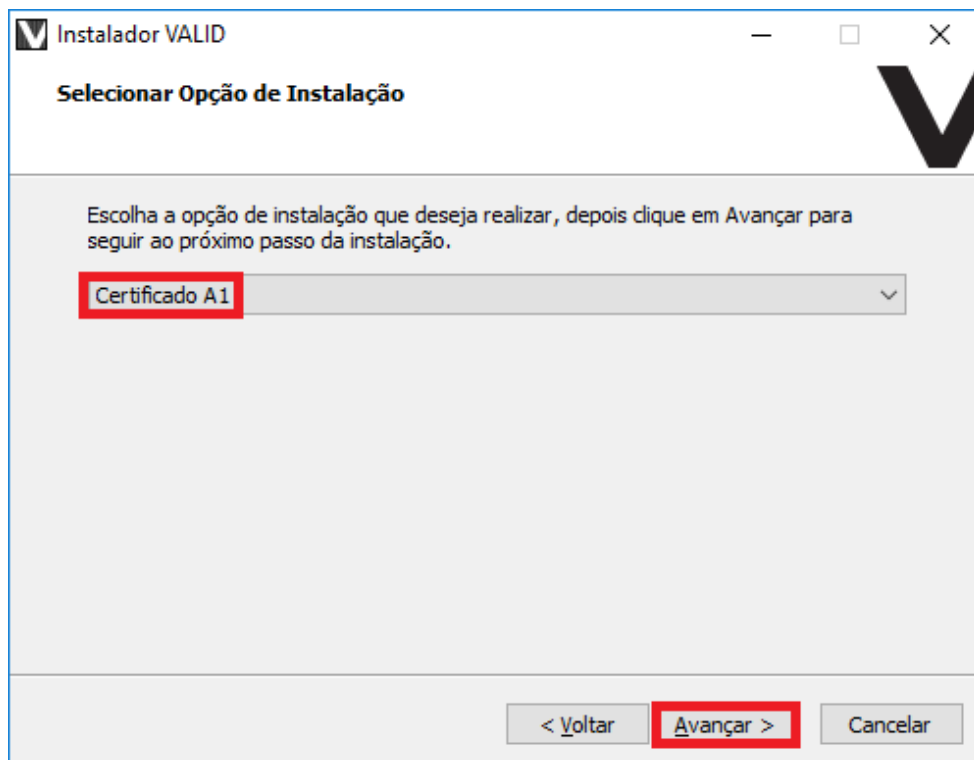 Instalador VALID
Selecionar Opção de Instalação
Escolha a opção de instalação que deseja realizar, depois clique em Avançar para
seguir ao próximo passo da instalação.
Certificado A1
< Voltar
Avançar >
Cancelar